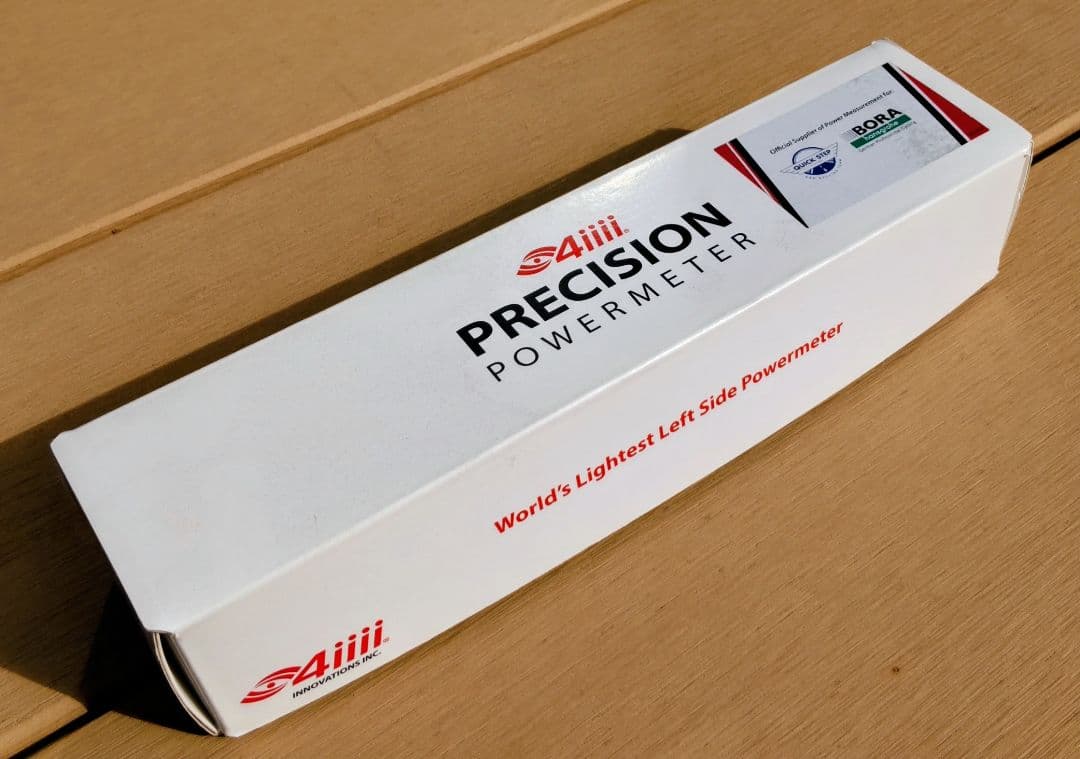 Official Supplier of Power Measurement for:
QUICK STEP
BORA
hansgrohe
4iiii®
PRECISION
POWERMETER
World's Lightest Left Side Powermeter
4iiii®
INNOVATIONS INC.